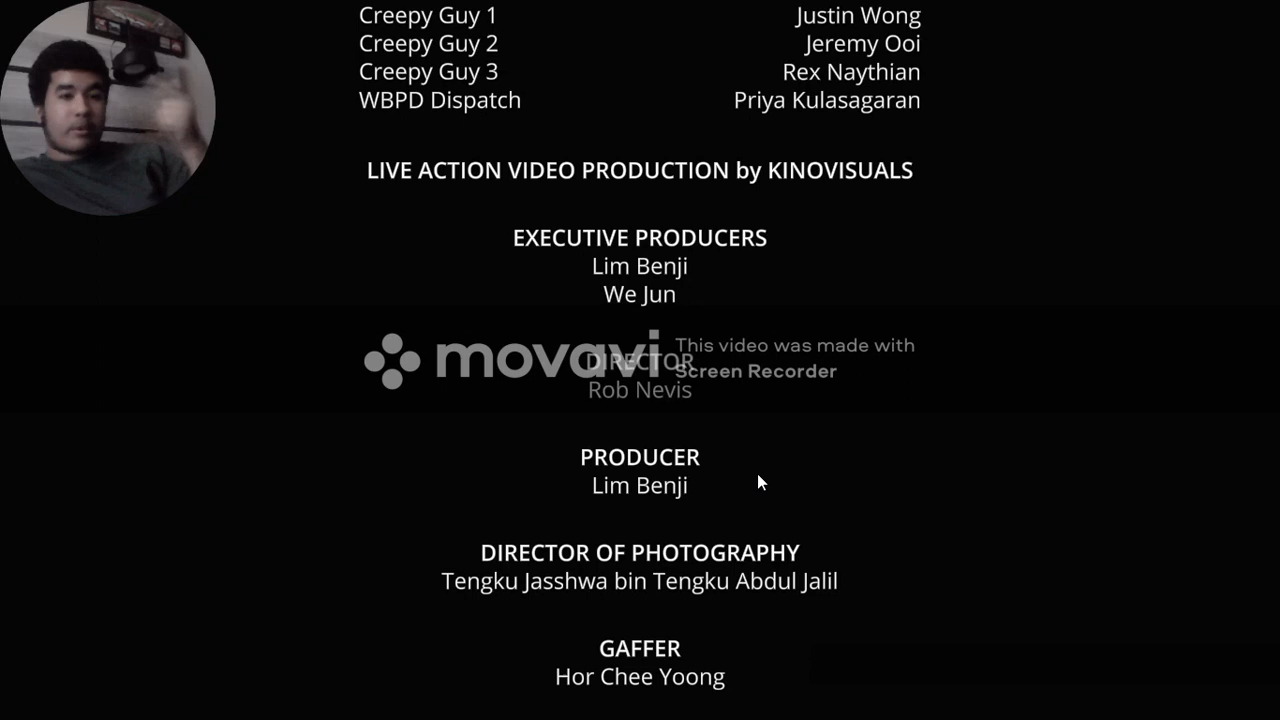 Creepy Guy 1 Justin Wong
Creepy Guy 2 Jeremy Ooi
Creepy Guy 3 Rex Naythian
WBPD Dispatch Priya Kulasagaran
LIVE ACTION VIDEO PRODUCTION by KINOVISUALS
EXECUTIVE PRODUCERS
Lim Benji
We Jun
movavi
This video was made with
Screen Recorder
DIRECTOR
Rob Nevis
PRODUCER
Lim Benji
DIRECTOR OF PHOTOGRAPHY
Tengku Jasshwa bin Tengku Abdul Jalil
GAFFER
Hor Chee Yoong